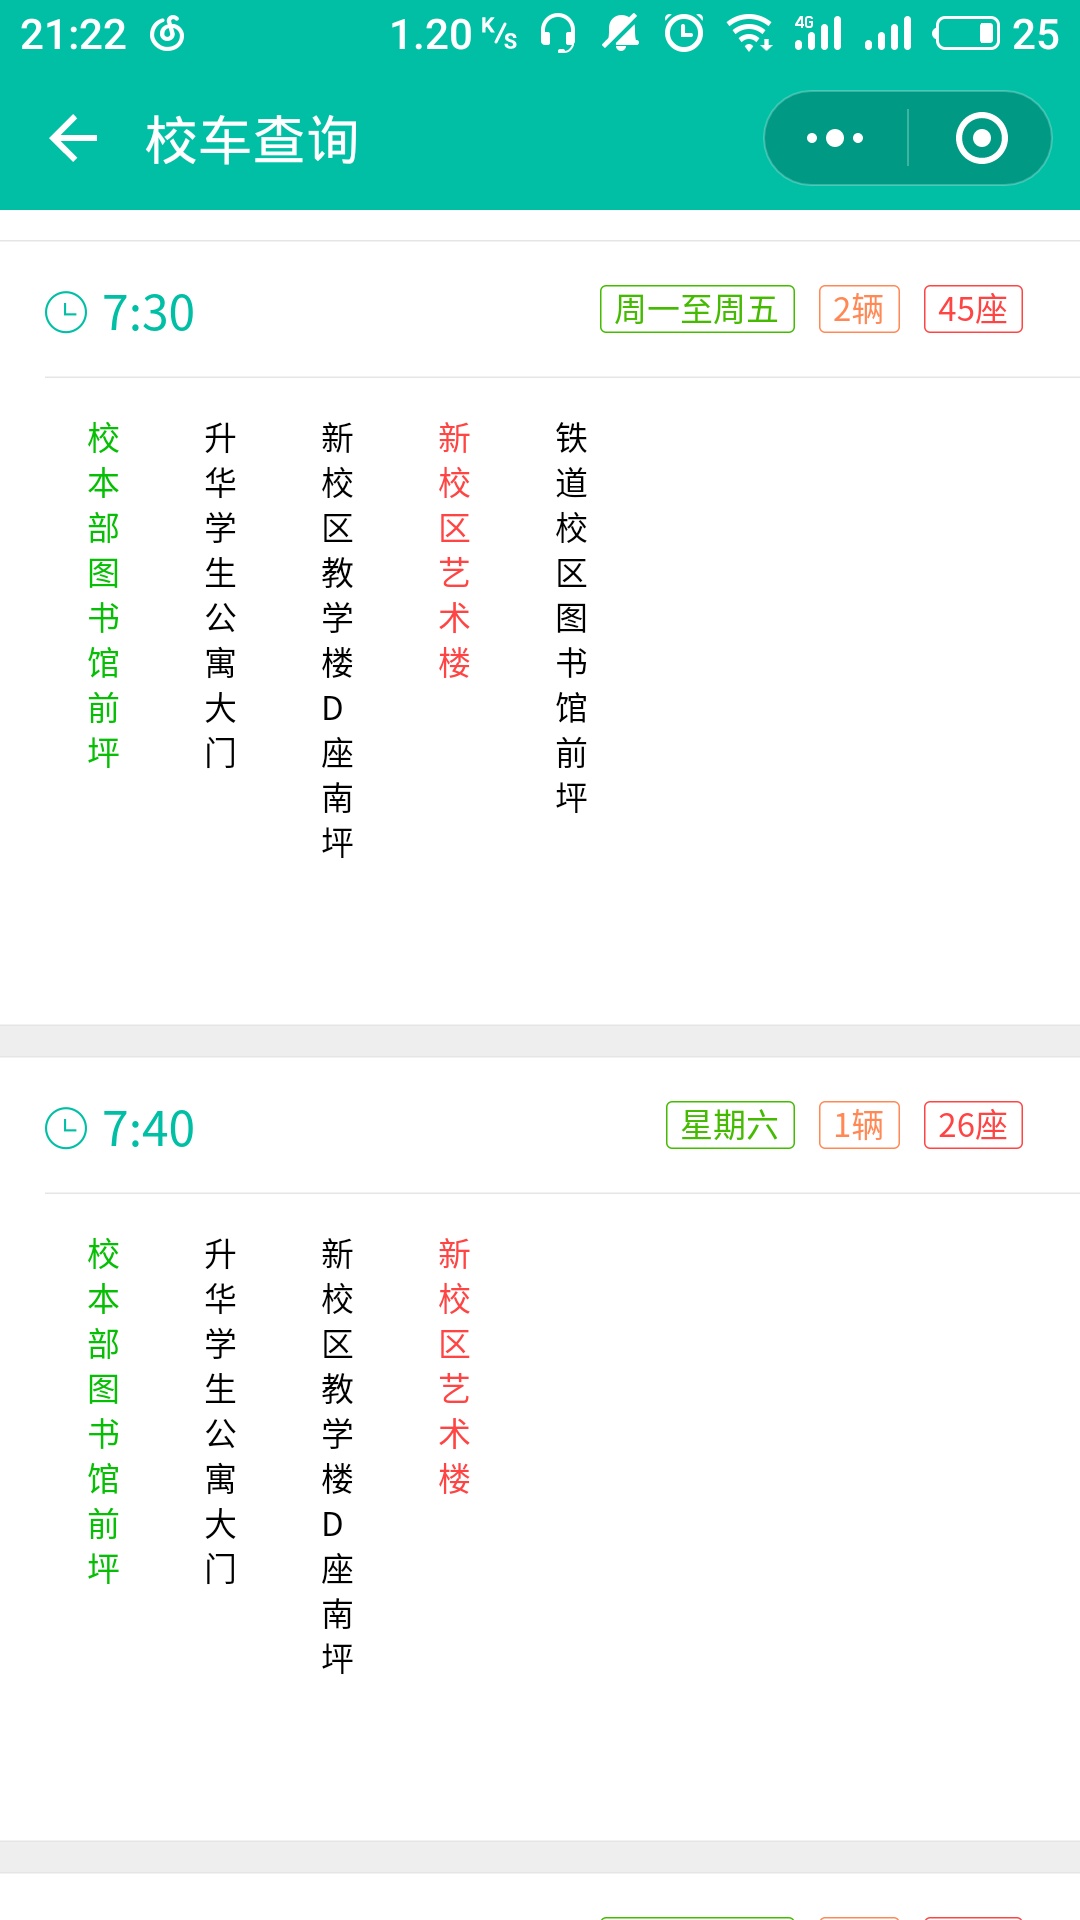 21:22 1.20 K/s 4G 25
校车查询
7:30 周一至周五 2辆 45座
校本部图书馆前坪
升华学生公寓大门
新校区教学楼D座南坪
新校区艺术楼
铁道校区图书馆前坪
7:40 星期六 1辆 26座
校本部图书馆前坪
升华学生公寓大门
新校区教学楼D座南坪
新校区艺术楼